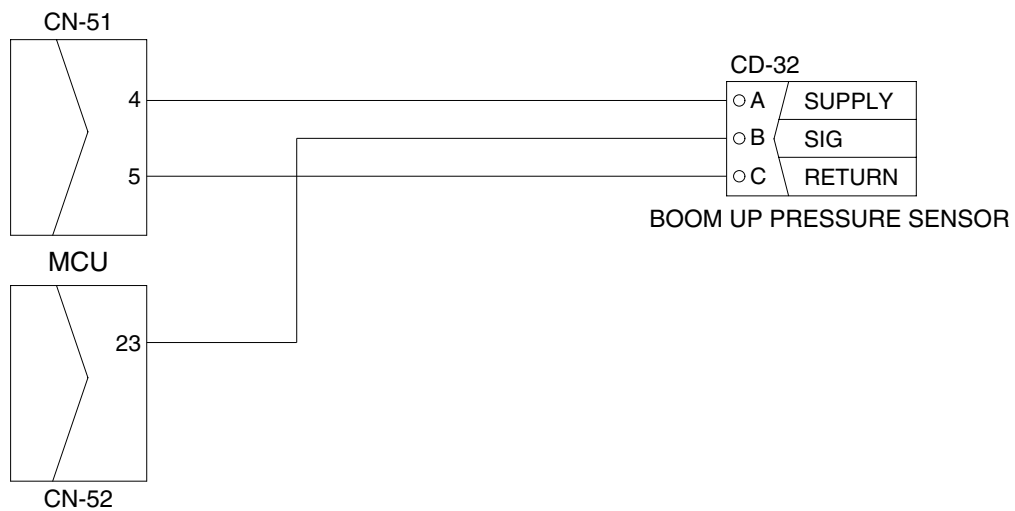 CN-51
CD-32
4
A SUPPLY
B SIG
5
C RETURN
BOOM UP PRESSURE SENSOR
MCU
23
CN-52